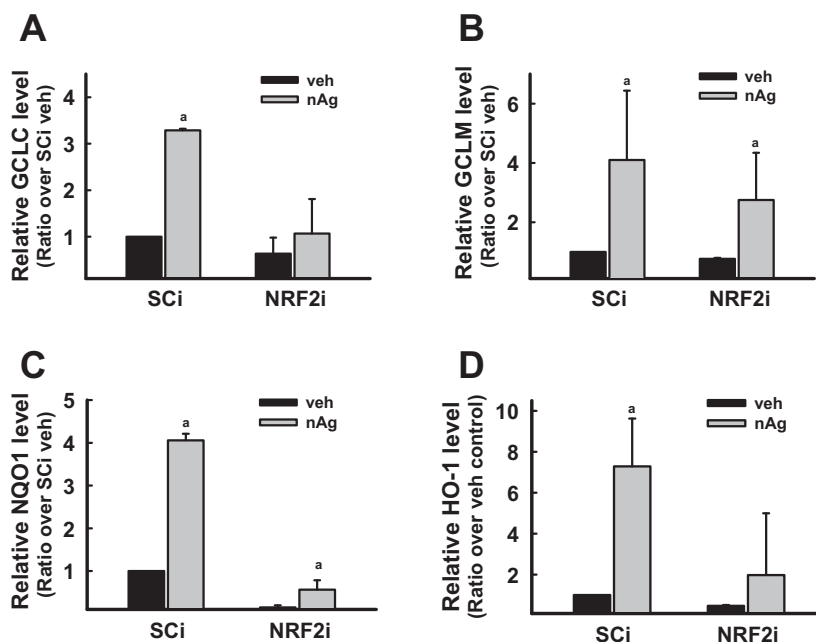 A
Relative GCLC level
(Ratio over SCi veh)
veh
nAg
4
3
2
1
a
SCi
NRF2i
B
Relative GCLM level
(Ratio over SCi veh)
veh
nAg
6
4
2
a
a
SCi
NRF2i
C
Relative NQO1 level
(Ratio over SCi veh)
veh
nAg
5
4
3
2
1
a
a
SCi
NRF2i
D
Relative HO-1 level
(Ratio over veh control)
veh
nAg
10
8
6
4
2
a
SCi
NRF2i